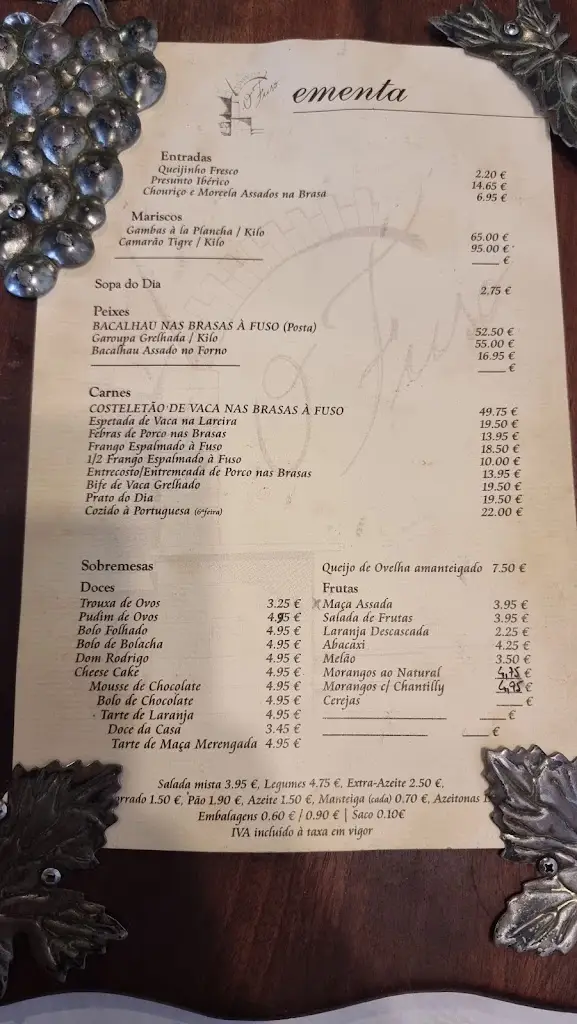 O Fuso
ementa
Entradas
Queijinho Fresco 2.20 €
Presunto Ibérico 14.65 €
Chouriço e Morcela Assados na Brasa 6.95 €
Mariscos
Gambas à la Plancha / Kilo 65.00 €
Camarão Tigre / Kilo 95.00 €
€
Sopa do Dia 2.75 €
Peixes
BACALHAU NAS BRASAS À FUSO (Posta) 52.50 €
Garoupa Grelhada / Kilo 55.00 €
Bacalhau Assado no Forno 16.95 €
€
Carnes
COSTELETÃO DE VACA NAS BRASAS À FUSO 49.75 €
Espetada de Vaca na Lareira 19.50 €
Febras de Porco nas Brasas 13.95 €
Frango Espalmado à Fuso 18.50 €
1/2 Frango Espalmado à Fuso 10.00 €
Entrecosto/Entremeada de Porco nas Brasas 13.95 €
Bife de Vaca Grelhado 19.50 €
Prato do Dia 19.50 €
Cozido à Portuguesa (6ªfeira) 22.00 €
Sobremesas
Queijo de Ovelha amanteigado 7.50 €
Doces
Trouxa de Ovos 3.25 €
Pudim de Ovos 4.95 €
Bolo Folhado 4.95 €
Bolo de Bolacha 4.95 €
Dom Rodrigo 4.95 €
Cheese Cake 4.95 €
Mousse de Chocolate 4.95 €
Bolo de Chocolate 4.95 €
Tarte de Laranja 4.95 €
Doce da Casa 3.45 €
Tarte de Maça Merengada 4.95 €
Frutas
Maça Assada 3.95 €
Salada de Frutas 3.95 €
Laranja Descascada 2.25 €
Abacaxi 4.25 €
Melão 3.50 €
Morangos ao Natural 4,75 €
Morangos c/ Chantilly 4,95 €
Cerejas €
€
€
Salada mista 3.95 €, Legumes 4.75 €, Extra-Azeite 2.50 €,
1.50 €, Pão 1.90 €, Azeite 1.50 €, Manteiga (cada) 0.70 €, Azeitonas
Embalagens 0.60 € / 0.90 € | Saco 0.10€
IVA incluído à taxa em vigor